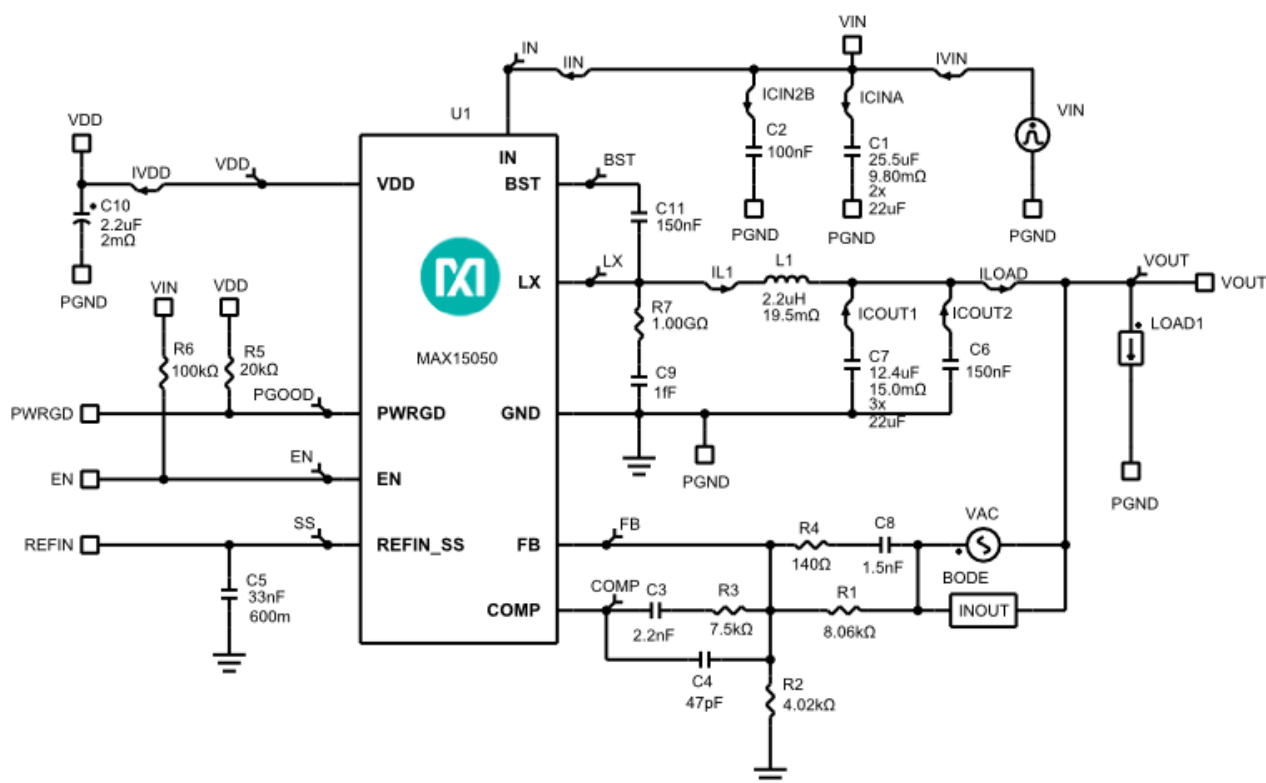 VIN
IN
IIN
IVIN
U1
ICIN2B
ICINA
VIN
VDD
C2
100nF
C1
25.5uF
9.80mΩ
2x
22uF
IVDD
VDD
VDD
IN
BST
BST
C10
2.2uF
2mΩ
C11
150nF
PGND
PGND
PGND
PGND
VIN
VDD
LX
LX
IL1
L1
2.2uH
19.5mΩ
ILOAD
VOUT
VOUT
R7
1.00GΩ
ICOUT1
ICOUT2
LOAD1
R6
100kΩ
R5
20kΩ
MAX15050
C9
1fF
C7
12.4uF
15.0mΩ
3x
22uF
C6
150nF
PWRGD
PGOOD
PWRGD
GND
EN
EN
EN
PGND
PGND
REFIN
SS
REFIN_SS
FB
FB
R4
140Ω
C8
1.5nF
VAC
BODE
C5
33nF
600m
COMP
COMP
C3
2.2nF
R3
7.5kΩ
R1
8.06kΩ
INOUT
C4
47pF
R2
4.02kΩ